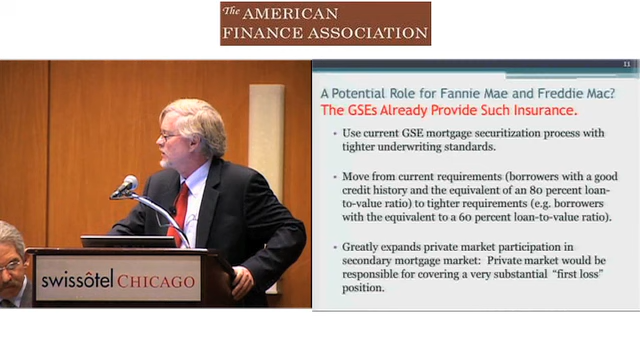 The AMERICAN
FINANCE ASSOCIATION
11
A Potential Role for Fannie Mae and Freddie Mac?
The GSEs Already Provide Such Insurance.
• Use current GSE mortgage securitization process with
tighter underwriting standards.
• Move from current requirements (borrowers with a good
credit history and the equivalent of an 80 percent loan-
to-value ratio) to tighter requirements (e.g. borrowers
with the equivalent to a 60 percent loan-to-value ratio).
• Greatly expands private market participation in
secondary mortgage market: Private market would be
responsible for covering a very substantial “first loss”
position.
swissôtel CHICAGO